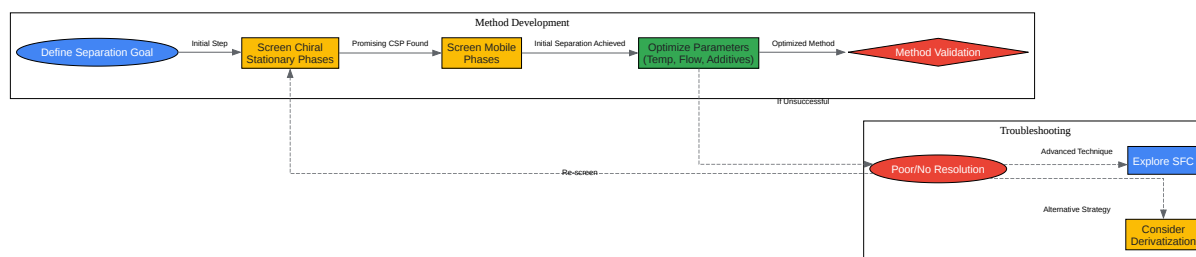 Method Development
Define Separation Goal
Initial Step
Screen Chiral
Stationary Phases
Promising CSP Found
Screen Mobile
Phases
Initial Separation Achieved
Optimize Parameters
(Temp, Flow, Additives)
Optimized Method
Method Validation
If Unsuccessful
Troubleshooting
Re-screen
Poor/No Resolution
Advanced Technique
Explore SFC
Alternative Strategy
Consider
Derivatization